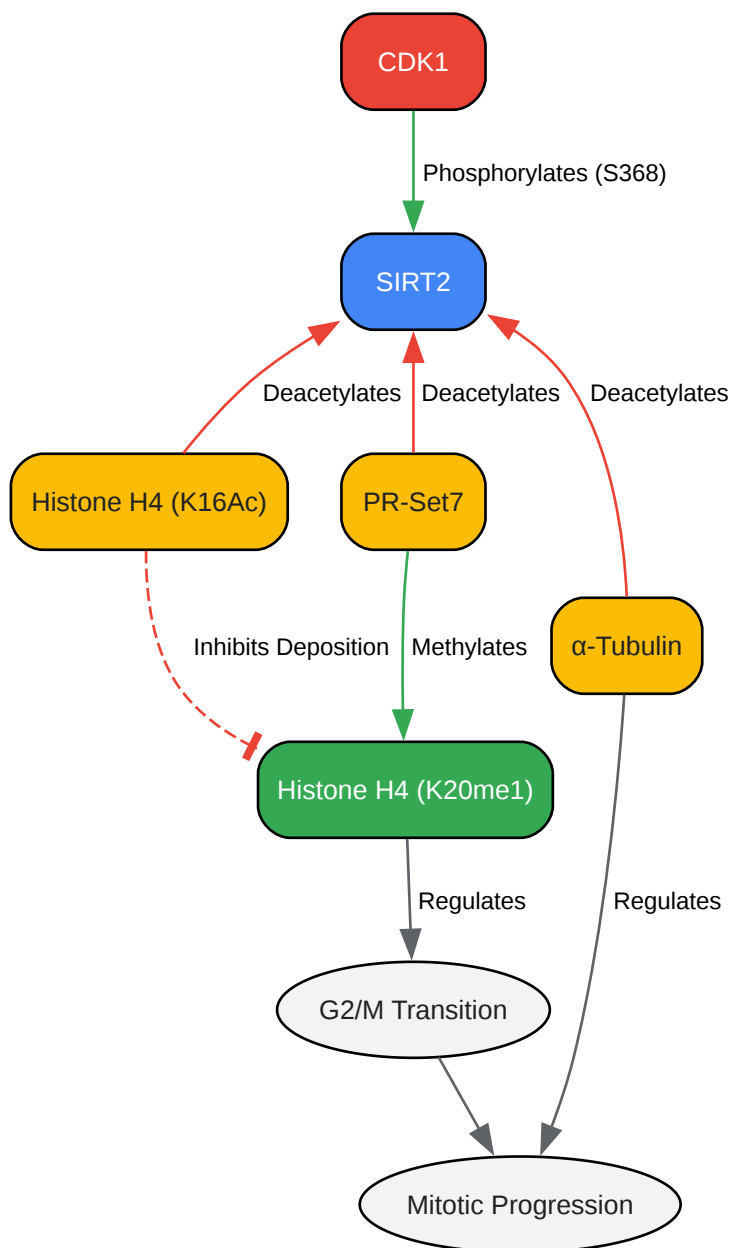 CDK1
Phosphorylates (S368)
SIRT2
Deacetylates
Deacetylates
Deacetylates
Histone H4 (K16Ac)
PR-Set7
α-Tubulin
Inhibits Deposition
Methylates
Histone H4 (K20me1)
Regulates
Regulates
G2/M Transition
Mitotic Progression